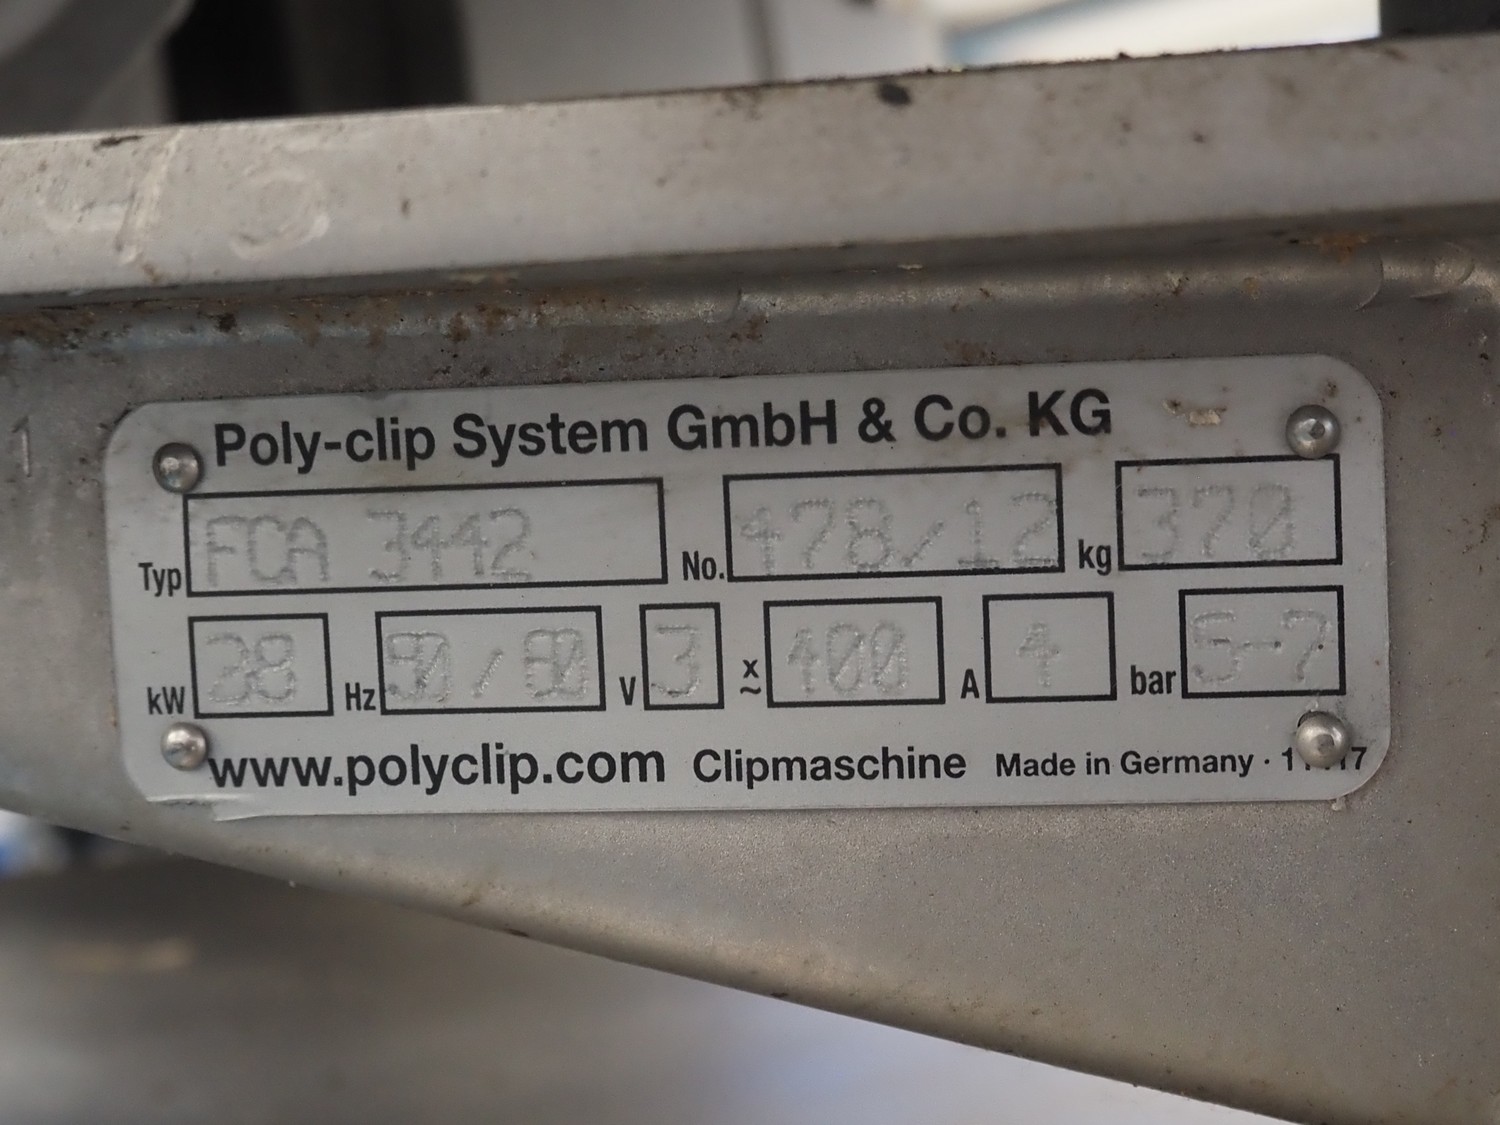 Poly-clip System GmbH & Co. KG
Typ FCA 3442 No. 478/12 kg 370
kW 38 Hz 50/60 V 3 x ~ 400 A 4 bar 5-7
www.polyclip.com Clipmaschine Made in Germany ·